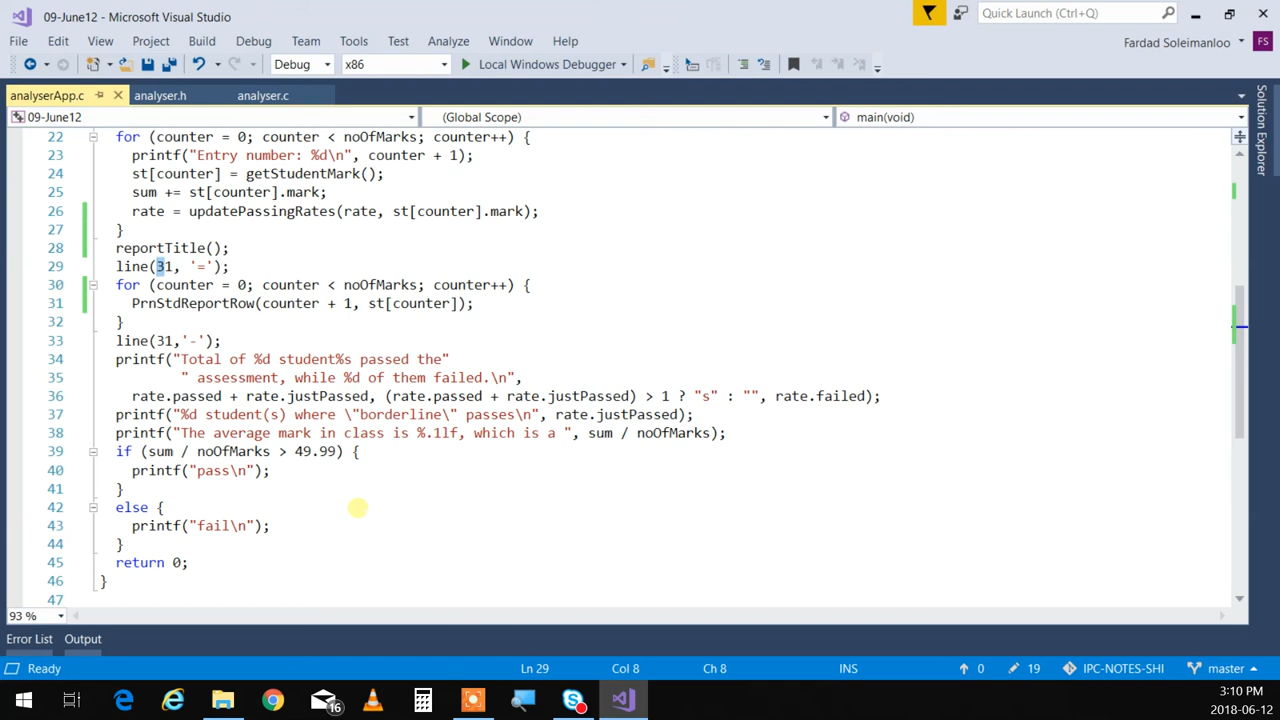 09-June12 - Microsoft Visual Studio
Quick Launch (Ctrl+Q)
File Edit View Project Build Debug Team Tools Test Analyze Window Help
Fardad Soleimanloo FS
Debug x86 Local Windows Debugger
analyserApp.c analyser.h analyser.c
Solution Explorer
09-June12 (Global Scope) main(void)
22 for (counter = 0; counter < noOfMarks; counter++) {
23 printf("Entry number: %d\n", counter + 1);
24 st[counter] = getStudentMark();
25 sum += st[counter].mark;
26 rate = updatePassingRates(rate, st[counter].mark);
27 }
28 reportTitle();
29 line(31, '=');
30 for (counter = 0; counter < noOfMarks; counter++) {
31 PrnStdReportRow(counter + 1, st[counter]);
32 }
33 line(31,'-');
34 printf("Total of %d student%s passed the"
35 " assessment, while %d of them failed.\n",
36 rate.passed + rate.justPassed, (rate.passed + rate.justPassed) > 1 ? "s" : "", rate.failed);
37 printf("%d student(s) where \"borderline\" passes\n", rate.justPassed);
38 printf("The average mark in class is %.1lf, which is a ", sum / noOfMarks);
39 if (sum / noOfMarks > 49.99) {
40 printf("pass\n");
41 }
42 else {
43 printf("fail\n");
44 }
45 return 0;
46 }
47
93 %
Error List Output
Ready Ln 29 Col 8 Ch 8 INS 0 19 IPC-NOTES-SHI master
16
3:10 PM
2018-06-12